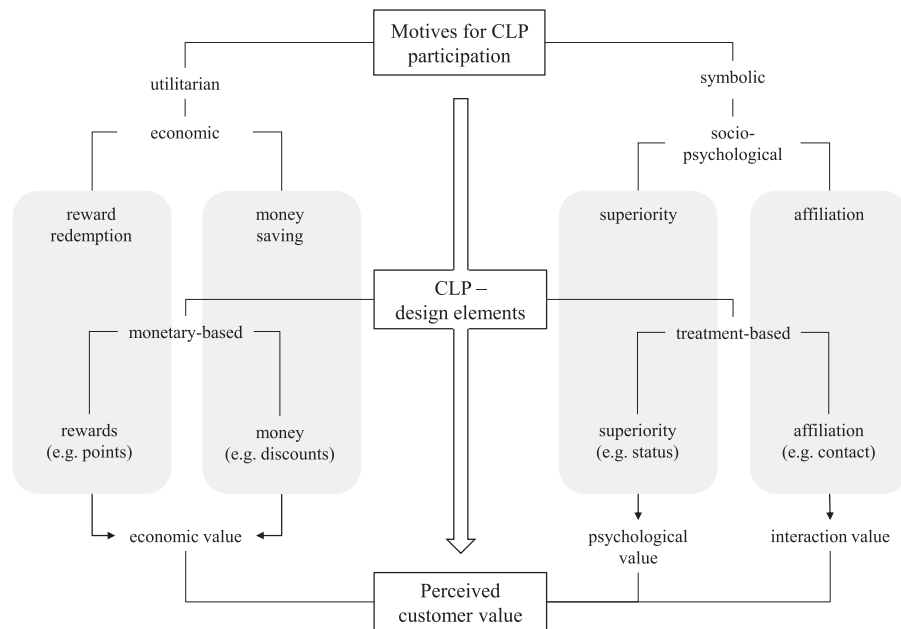 Motives for CLP
participation
utilitarian
symbolic
economic
socio-
psychological
reward
redemption
money
saving
superiority
affiliation
CLP –
design elements
monetary-based
treatment-based
rewards
(e.g. points)
money
(e.g. discounts)
superiority
(e.g. status)
affiliation
(e.g. contact)
economic value
psychological
value
interaction value
Perceived
customer value